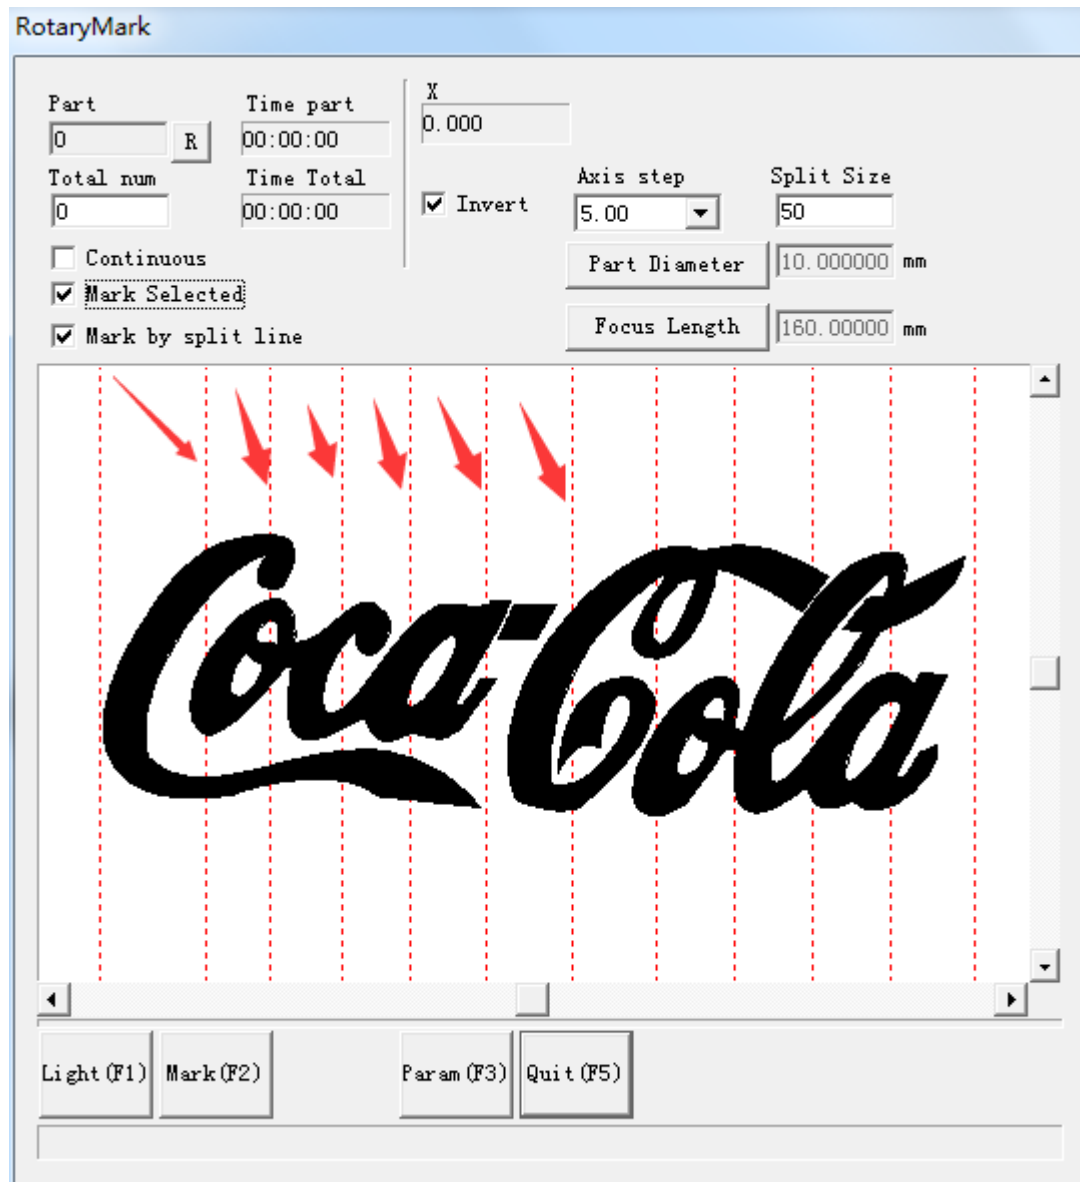 RotaryMark
Part
Time part
X
0
R
00:00:00
0.000
Total num
Time Total
Axis step
Split Size
0
00:00:00
Invert
5.00
50
Continuous
Part Diameter
10.000000 mm
Mark Selected
Mark by split line
Focus Length
160.00000 mm
Coca-Cola
Light(F1)
Mark(F2)
Param(F3)
Quit(F5)